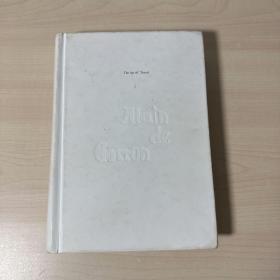 The Art of Travel
Alain
de
Botton